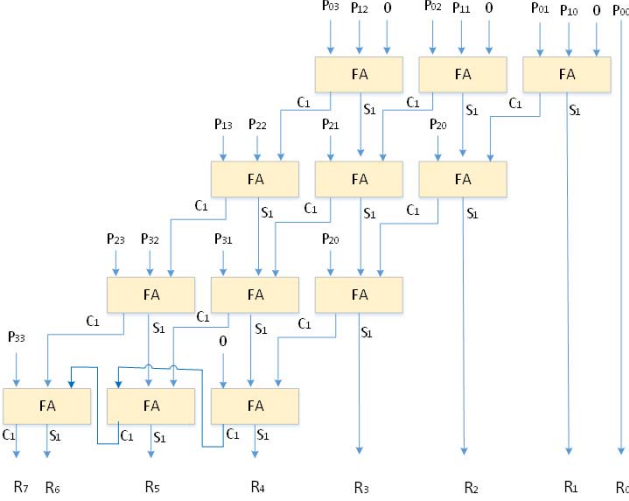 P03 P12 0 P02 P11 0 P01 P10 0 P00
FA FA FA
C1 S1 C1 S1 C1 S1
P13 P22 P21 P20
FA FA FA
C1 S1 C1 S1 C1 S1
P23 P32 P31 P20
FA FA FA
C1 S1 C1 S1 C1 S1
P33 0
FA FA FA
C1 S1 C1 S1 C1 S1
R7 R6 R5 R4 R3 R2 R1 R0